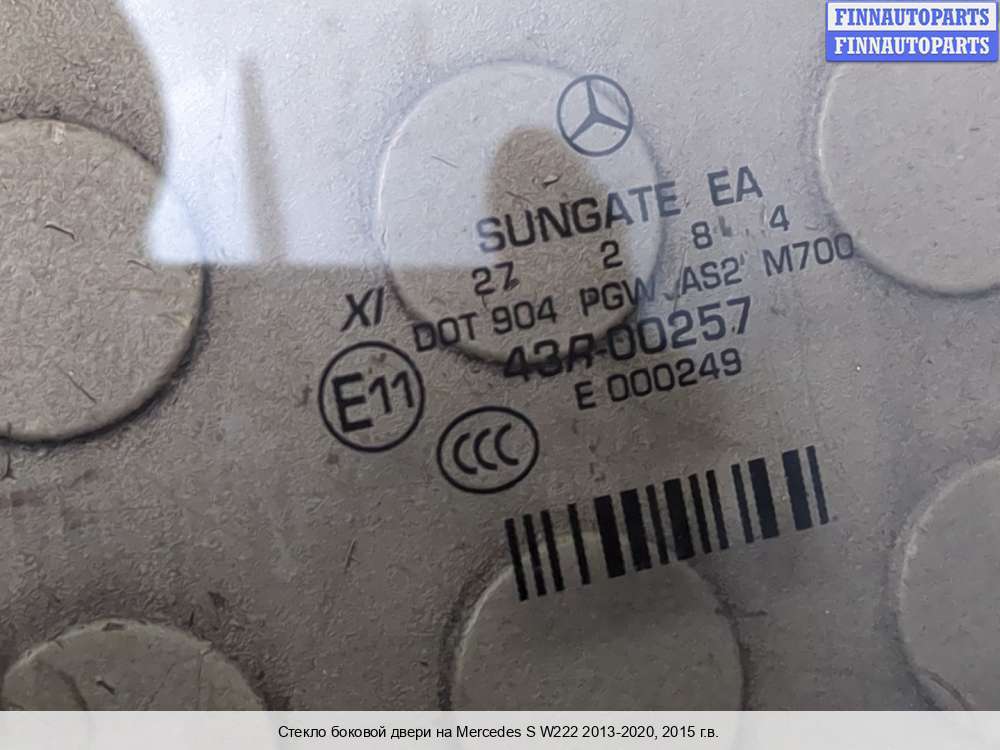 FINNAUTOPARTS
FINNAUTOPARTS
SUNGATE EA
27 2 8 4
XI DOT 904 PGW AS2 M700
E11 43R-00257
E 000249
CCC
Стекло боковой двери на Mercedes S W222 2013-2020, 2015 г.в.